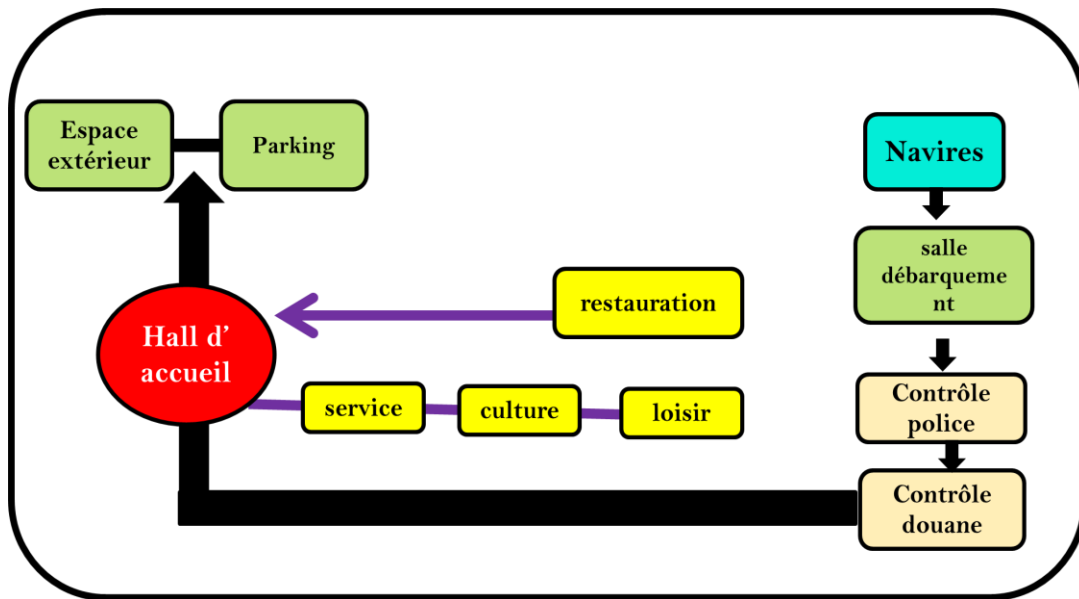 Espace
extérieur
Parking
Navires
salle
débarqueme
nt
restauration
Hall d’
accueil
service
culture
loisir
Contrôle
police
Contrôle
douane